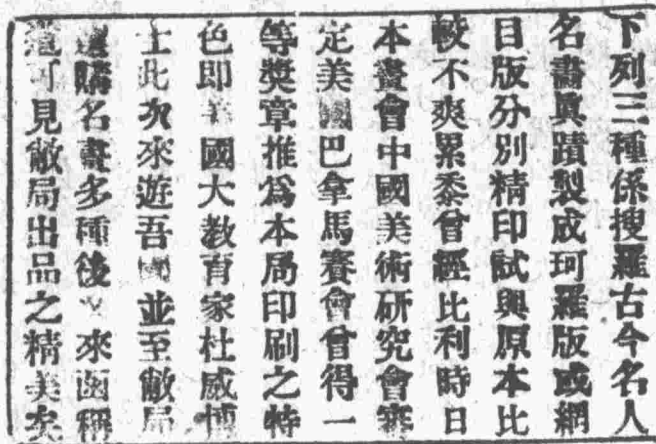 下列三種係搜羅古今名人
名畵眞蹟製成珂羅版或網
目版分別精印試與原本比
較不爽累黍曾經比利時日
本畫會中國美術研究會審
定美國巴拿馬賽會曾得一
等獎章推爲本局印刷之特
色即美國大敎育家杜威博
士此次來遊吾國並至敝局
選購名畫多種後又來函稱
可見敝局出品之精美矣